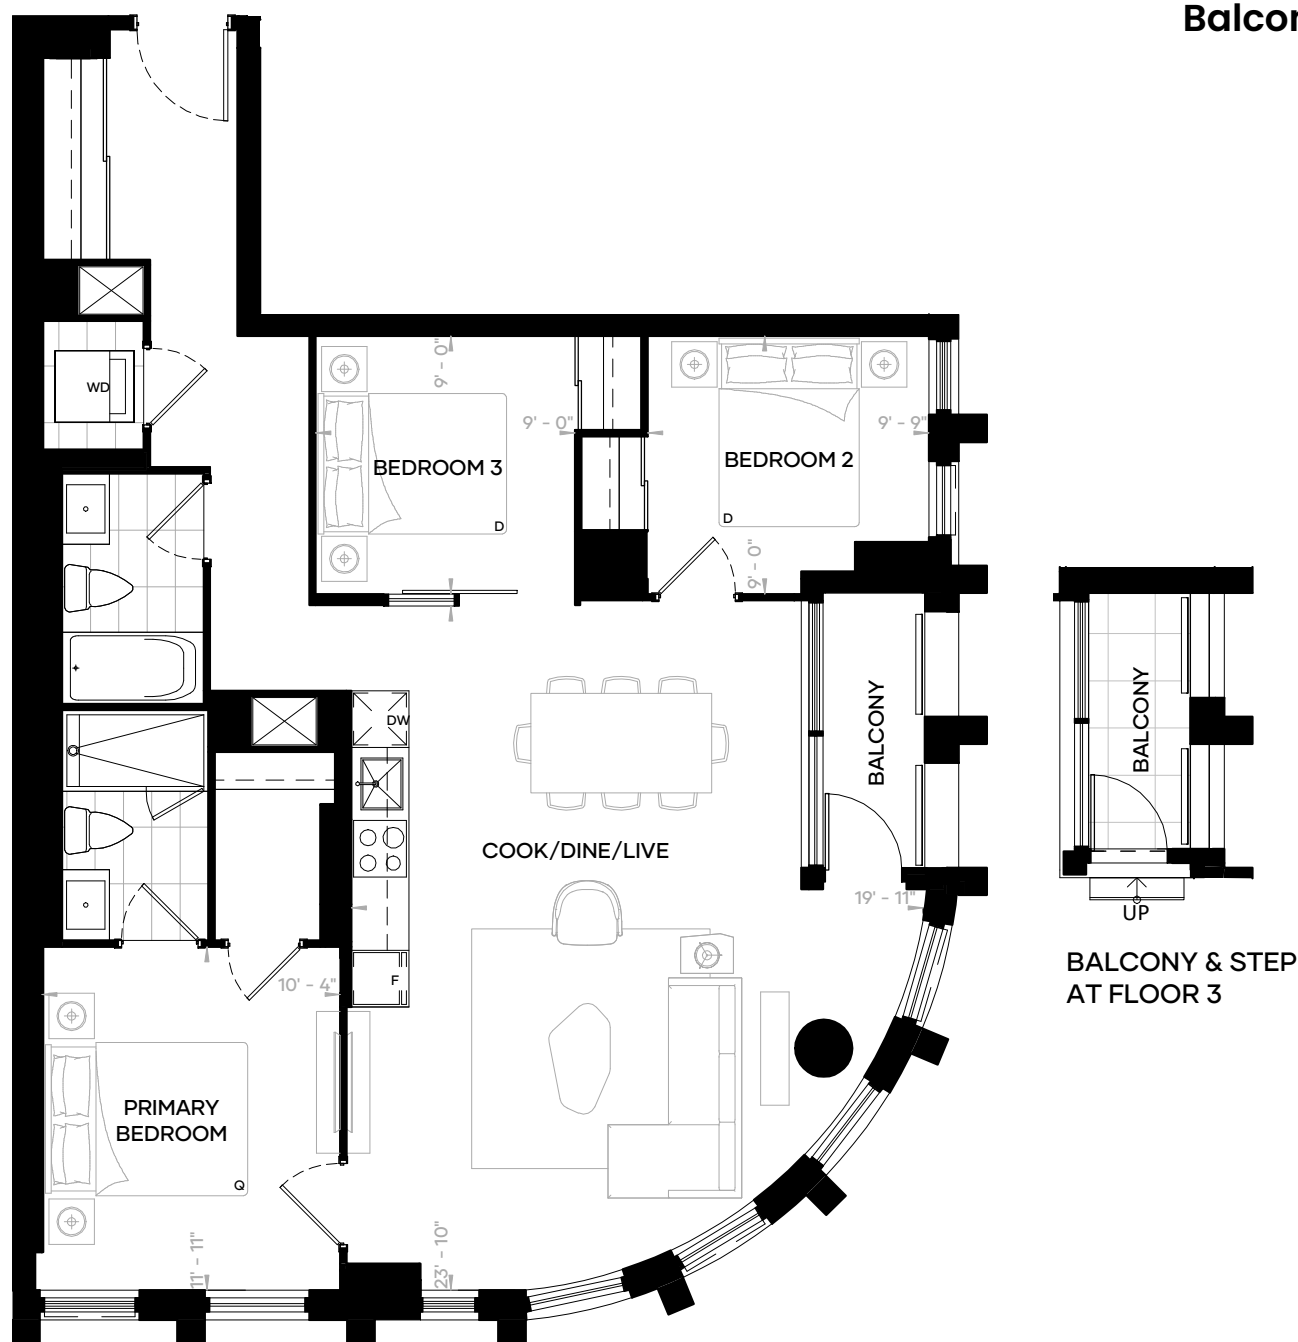 Balcon
WD
9' - 0"
9' - 0"
9' - 9"
BEDROOM 3
BEDROOM 2
D
D
9' - 0"
DW
BALCONY
BALCONY
COOK/DINE/LIVE
19' - 11"
UP
BALCONY & STEP
AT FLOOR 3
F
10' - 4"
PRIMARY
BEDROOM
Q
11' - 11"
23' - 10"